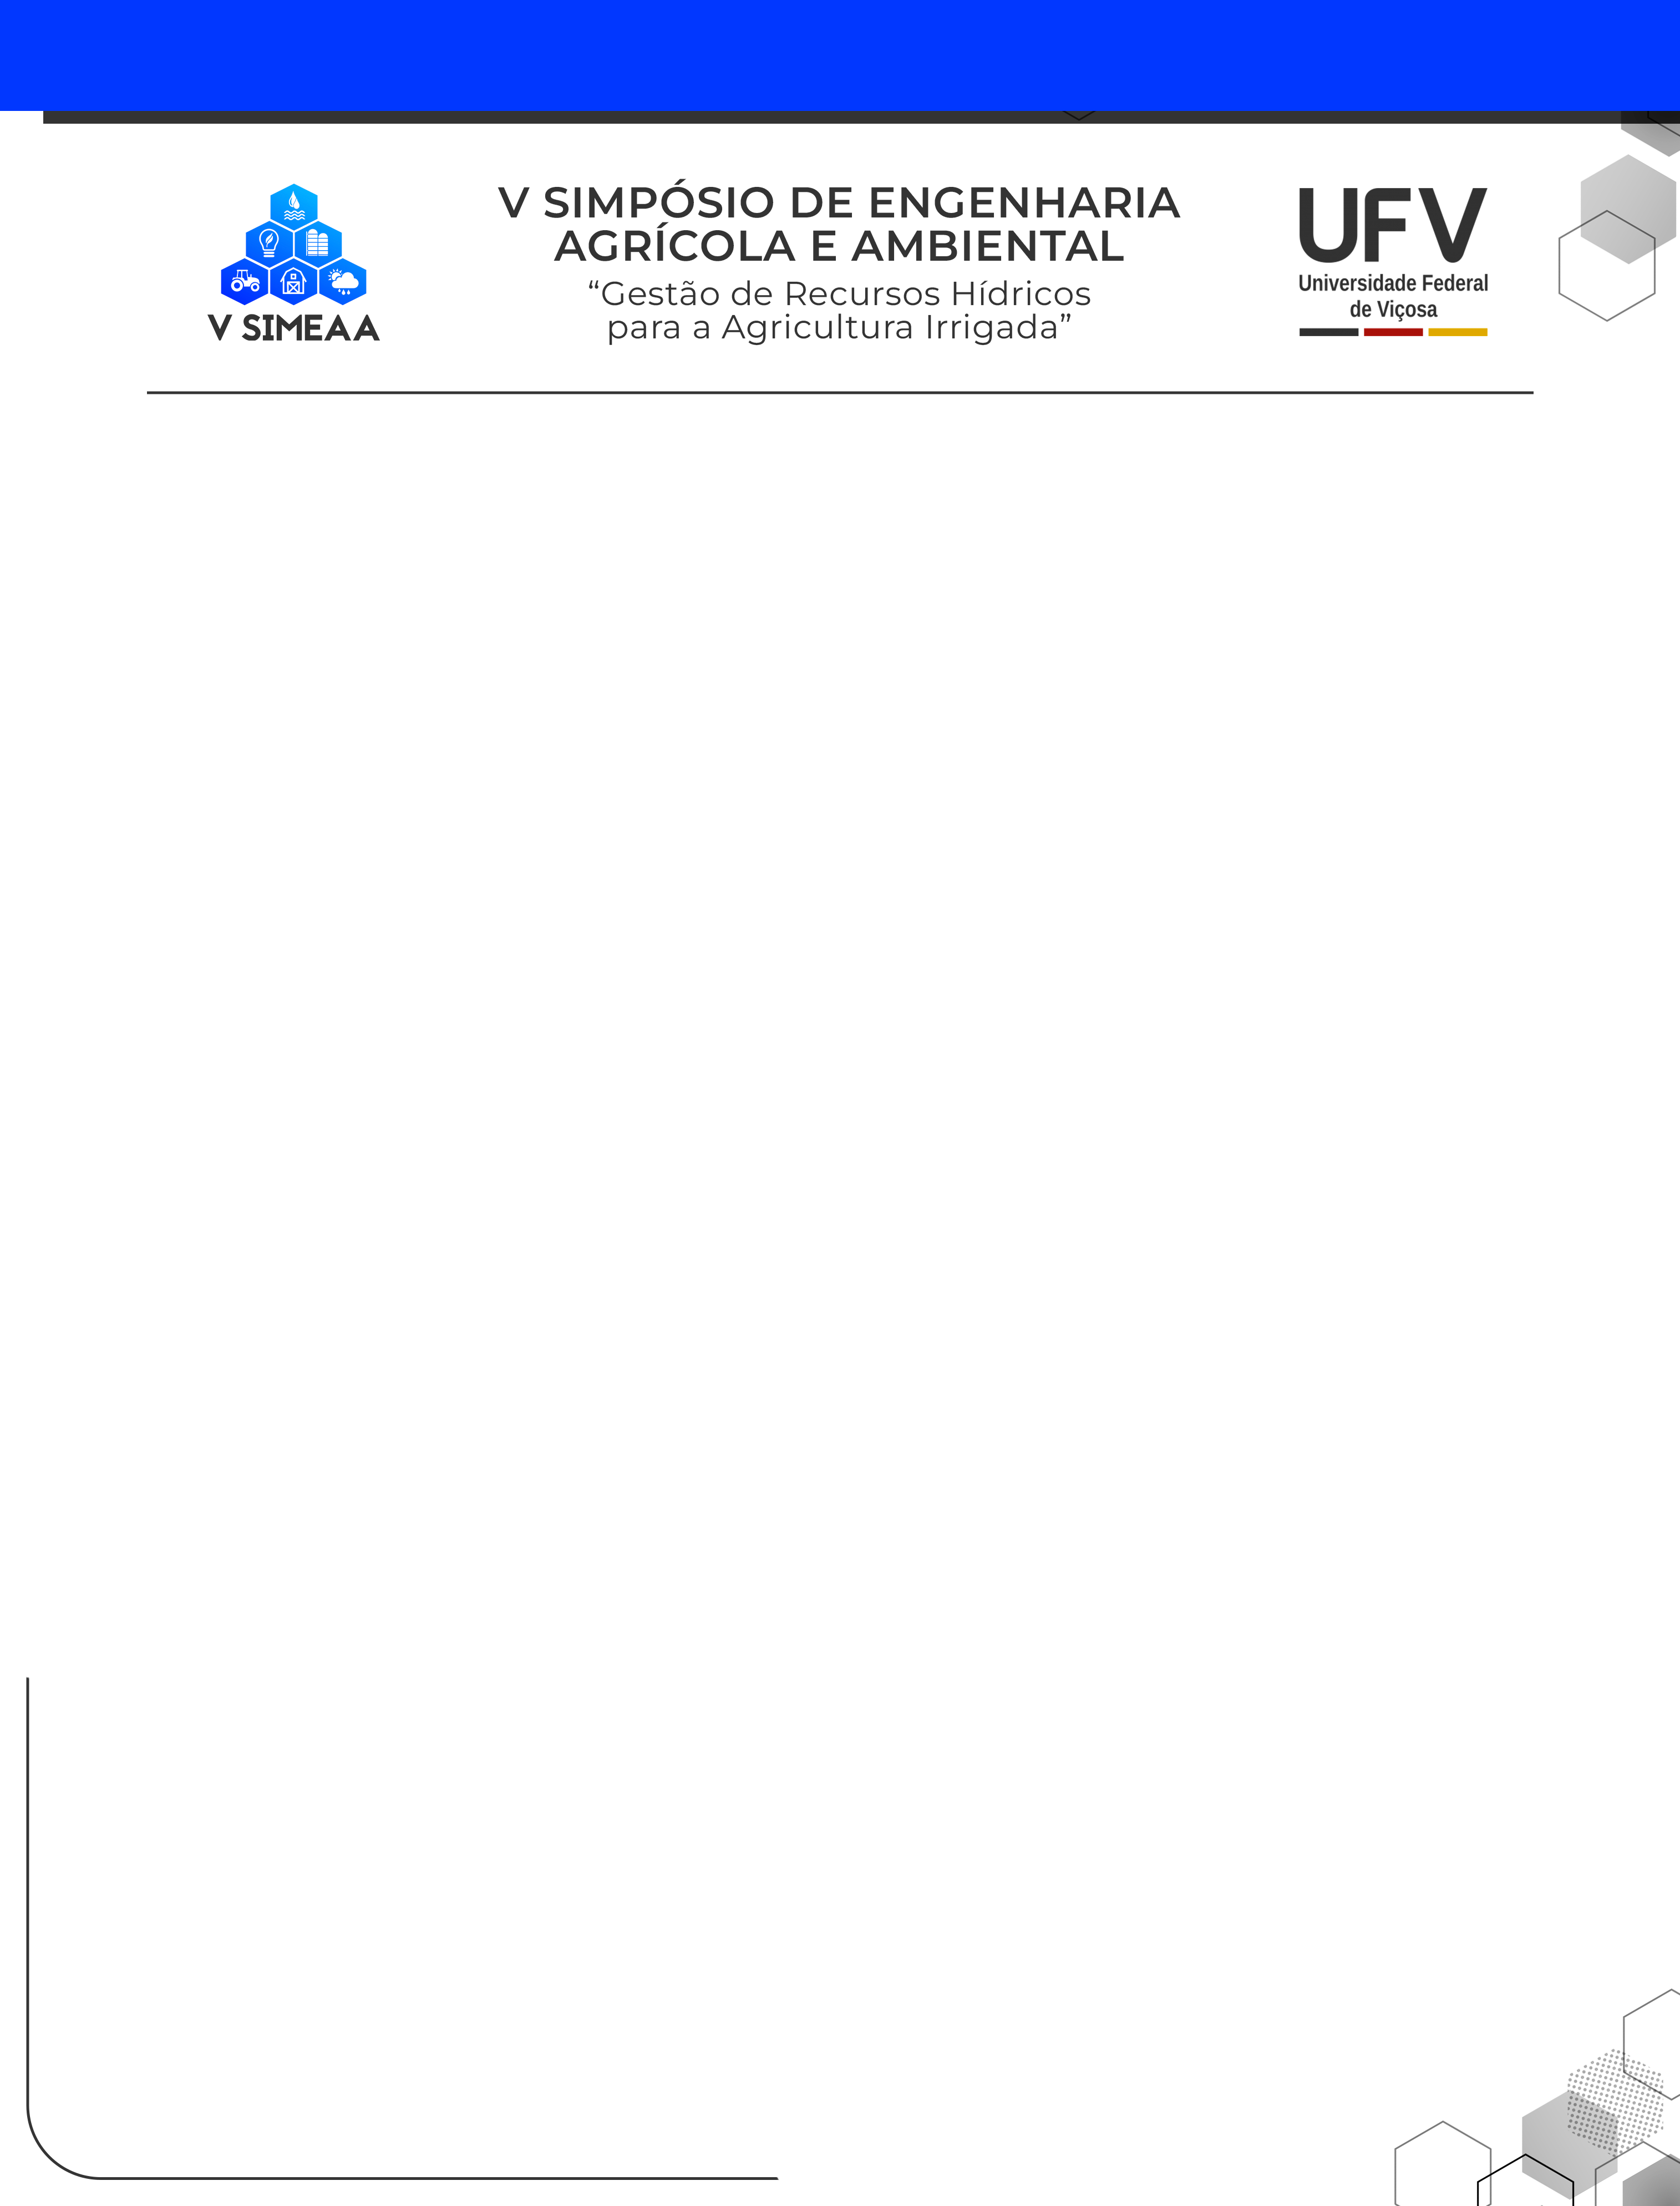 V SIMPÓSIO DE ENGENHARIA
AGRÍCOLA E AMBIENTAL
“Gestão de Recursos Hídricos
para a Agricultura Irrigada”
V SIMEAA
UFV
Universidade Federal
de Viçosa